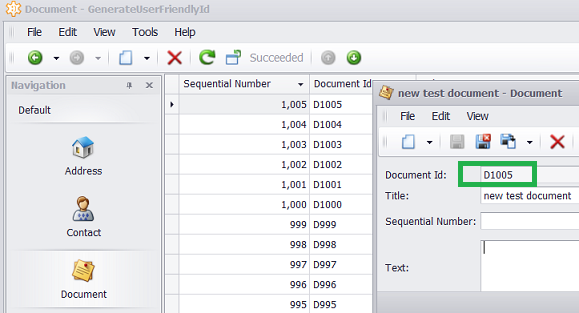 Document - GenerateUserFriendlyId
File Edit View Tools Help
Succeeded
Navigation
Default
Address
Contact
Document
Sequential Number Document Id
1,005 D1005
1,004 D1004
1,003 D1003
1,002 D1002
1,001 D1001
1,000 D1000
999 D999
998 D998
997 D997
996 D996
995 D995
new test document - Document
File Edit View
Document Id: D1005
Title: new test document
Sequential Number:
Text: